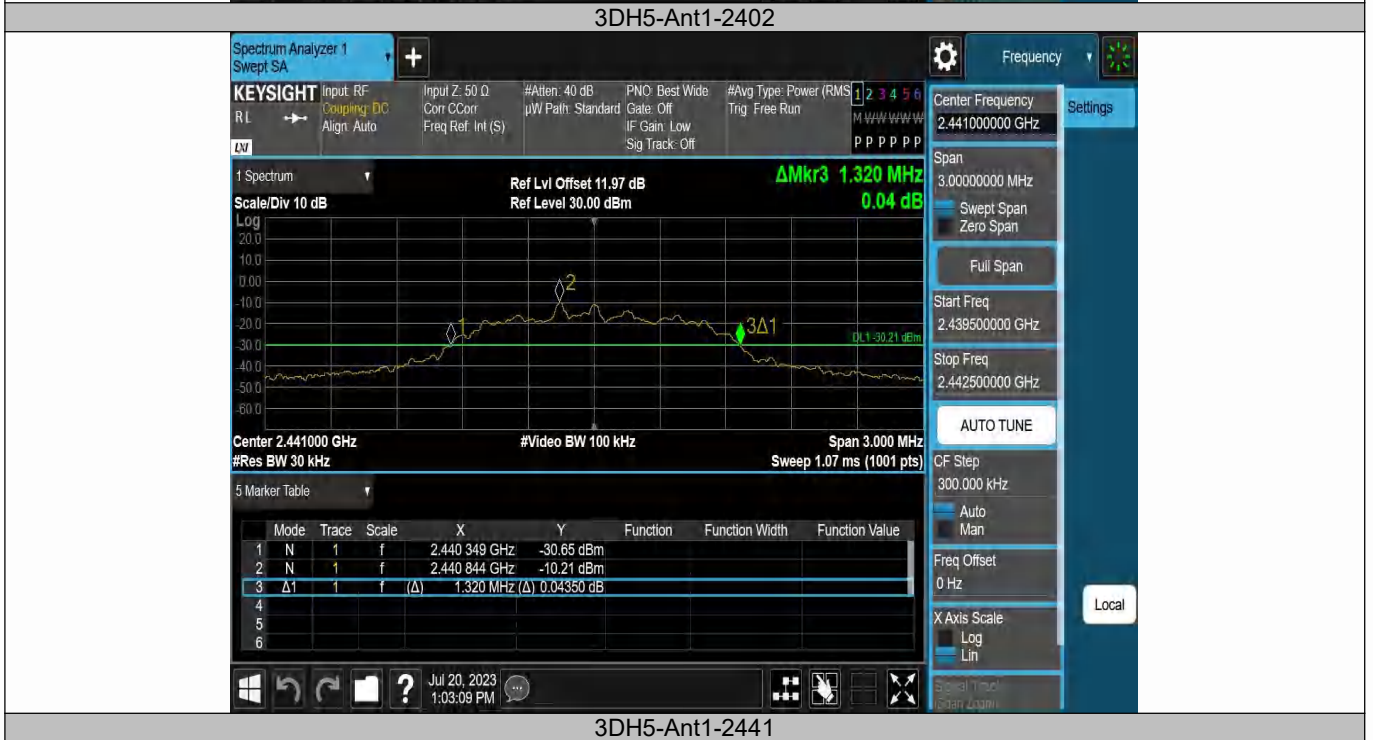 3DH5-Ant1-2402
Spectrum Analyzer 1
Swept SA
+
Frequency
KEYSIGHT
RL
LXI
Input: RF
Coupling: DC
Align: Auto
Input Z: 50 Ω
Corr CCorr
Freq Ref: Int (S)
#Atten: 40 dB
µW Path: Standard
PNO: Best Wide
Gate: Off
IF Gain: Low
Sig Track: Off
#Avg Type: Power (RMS
Trig: Free Run
1 2 3 4 5 6
M W W W W W
P P P P P P
Center Frequency
2.441000000 GHz
Settings
1 Spectrum
Scale/Div 10 dB
Ref Lvl Offset 11.97 dB
Ref Level 30.00 dBm
ΔMkr3 1.320 MHz
0.04 dB
Log
20.0
10.0
0.00
-10.0
-20.0
-30.0
-40.0
-50.0
-60.0
1
2
3Δ1
DL1 -30.21 dBm
Center 2.441000 GHz
#Res BW 30 kHz
#Video BW 100 kHz
Span 3.000 MHz
Sweep 1.07 ms (1001 pts)
Span
3.00000000 MHz
Swept Span
Zero Span
Full Span
Start Freq
2.439500000 GHz
Stop Freq
2.442500000 GHz
AUTO TUNE
CF Step
300.000 kHz
Auto
Man
Freq Offset
0 Hz
X Axis Scale
Log
Lin
Local
5 Marker Table
Mode Trace Scale X Y Function Function Width Function Value
1 N 1 f 2.440 349 GHz -30.65 dBm
2 N 1 f 2.440 844 GHz -10.21 dBm
3 Δ1 1 f (Δ) 1.320 MHz (Δ) 0.04350 dB
4
5
6
?
Jul 20, 2023
1:03:09 PM
3DH5-Ant1-2441